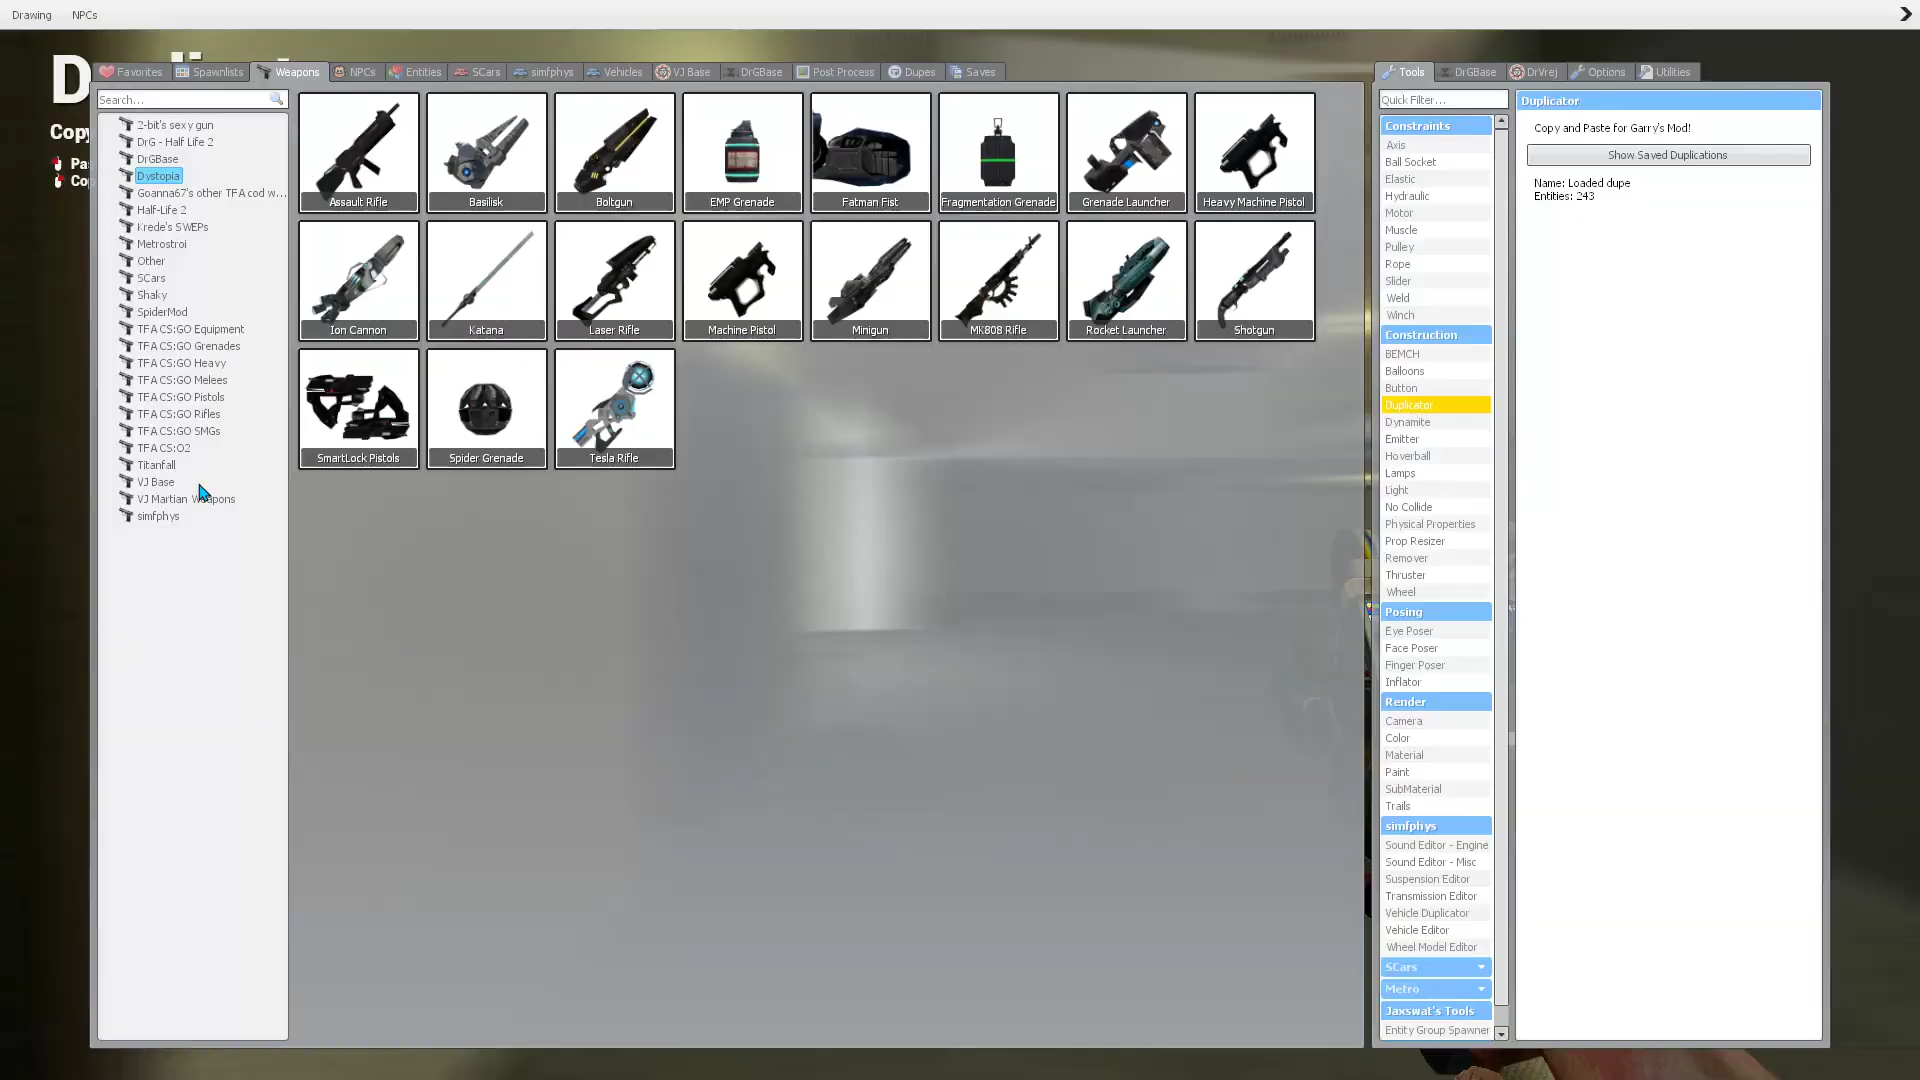 Drawing NPCs
D
Copy
Pa
Co
Favorites Spawnlists Weapons NPCs Entities SCars simfphys Vehicles VJ Base DrGBase Post Process Dupes Saves
Search...
2-bit's sexy gun
DrG - Half Life 2
DrGBase
Dystopia
Goanna67's other TFA cod w...
Half-Life 2
Krede's SWEPs
Metrostroi
Other
SCars
Shaky
SpiderMod
TFA CS:GO Equipment
TFA CS:GO Grenades
TFA CS:GO Heavy
TFA CS:GO Melees
TFA CS:GO Pistols
TFA CS:GO Rifles
TFA CS:GO SMGs
TFA CS:O2
Titanfall
VJ Base
VJ Martian Weapons
simfphys
Assault Rifle Basilisk Boltgun EMP Grenade Fatman Fist Fragmentation Grenade Grenade Launcher Heavy Machine Pistol
Ion Cannon Katana Laser Rifle Machine Pistol Minigun MK808 Rifle Rocket Launcher Shotgun
SmartLock Pistols Spider Grenade Tesla Rifle
Tools DrGBase DrVrej Options Utilities
Quick Filter...
Constraints
Axis
Ball Socket
Elastic
Hydraulic
Motor
Muscle
Pulley
Rope
Slider
Weld
Winch
Construction
BEMCH
Balloons
Button
Duplicator
Dynamite
Emitter
Hoverball
Lamps
Light
No Collide
Physical Properties
Prop Resizer
Remover
Thruster
Wheel
Posing
Eye Poser
Face Poser
Finger Poser
Inflator
Render
Camera
Color
Material
Paint
SubMaterial
Trails
simfphys
Sound Editor - Engine
Sound Editor - Misc
Suspension Editor
Transmission Editor
Vehicle Duplicator
Vehicle Editor
Wheel Model Editor
SCars
Metro
Jaxswat's Tools
Entity Group Spawner
Duplicator
Copy and Paste for Garry's Mod!
Show Saved Duplications
Name: Loaded dupe
Entities: 243